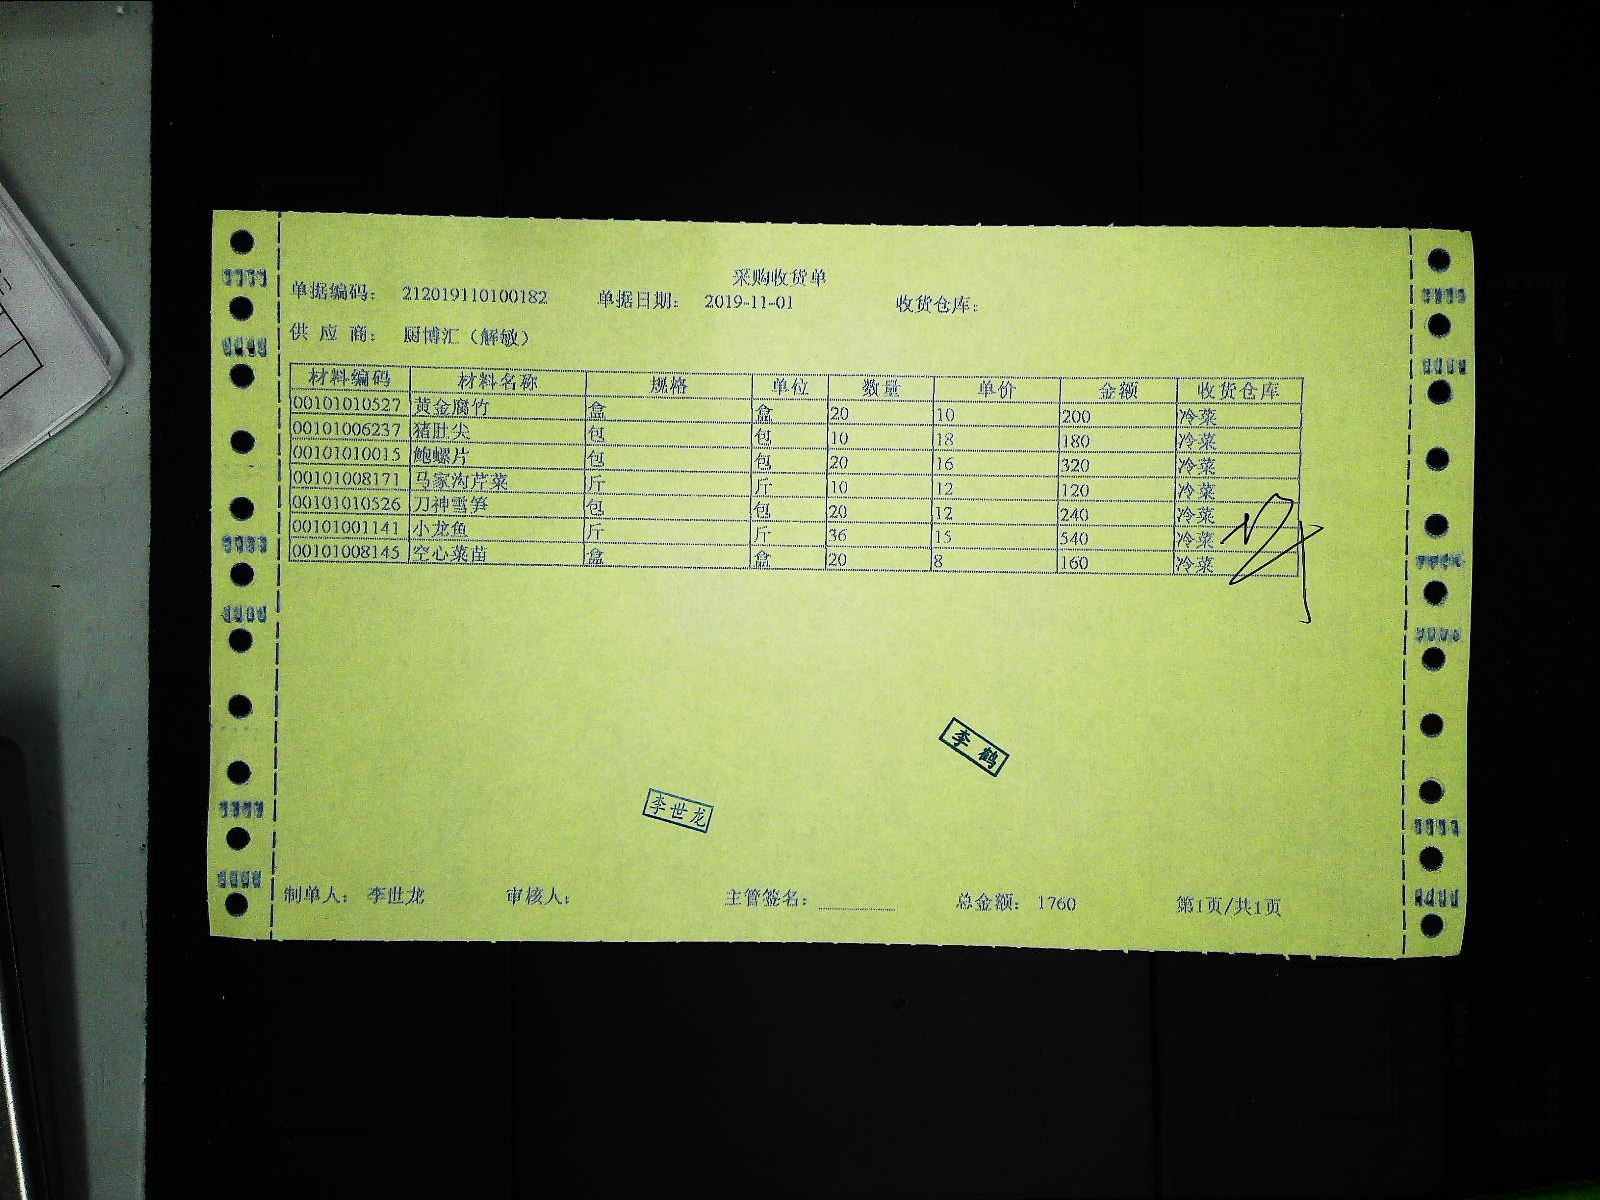 采购收货单
单据编码： 212019110100182 单据日期： 2019-11-01 收货仓库：
供 应 商： 厨博汇（解敏）
材料编码 材料名称 规格 单位 数量 单价 金额 收货仓库
00101010527 黄金腐竹 盒 盒 20 10 200 冷菜
00101006237 猪肚尖 包 包 10 18 180 冷菜
00101010015 鲍螺片 包 包 20 16 320 冷菜
00101008171 马家沟芹菜 斤 斤 10 12 120 冷菜
00101010526 刀神雪笋 包 包 20 12 240 冷菜
00101001141 小龙鱼 斤 斤 36 15 540 冷菜
00101008145 空心菜苗 盒 盒 20 8 160 冷菜
李鹤
李世龙
制单人： 李世龙 审核人： 主管签名： 总金额： 1760 第1页/共1页